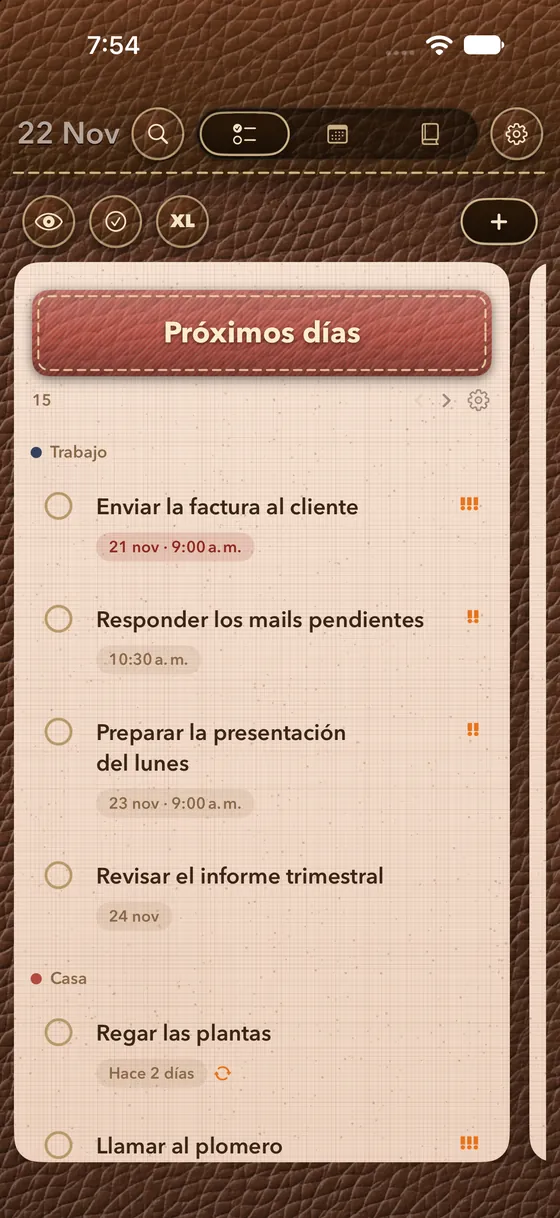 7:54
22 Nov
XL
+
Próximos días
15
Trabajo
Enviar la factura al cliente
!!!
21 nov · 9:00 a. m.
Responder los mails pendientes
!!
10:30 a. m.
Preparar la presentación
!!
del lunes
23 nov · 9:00 a. m.
Revisar el informe trimestral
24 nov
Casa
Regar las plantas
Hace 2 días
Llamar al plomero
!!!